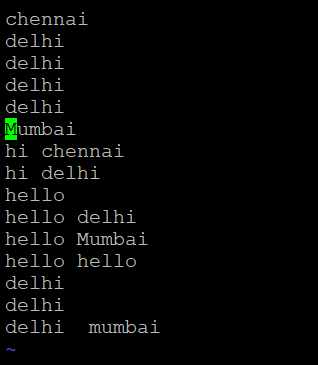 chennai
delhi
delhi
delhi
delhi
Mumbai
hi chennai
hi delhi
hello
hello delhi
hello Mumbai
hello hello
delhi
delhi
delhi  mumbai
~